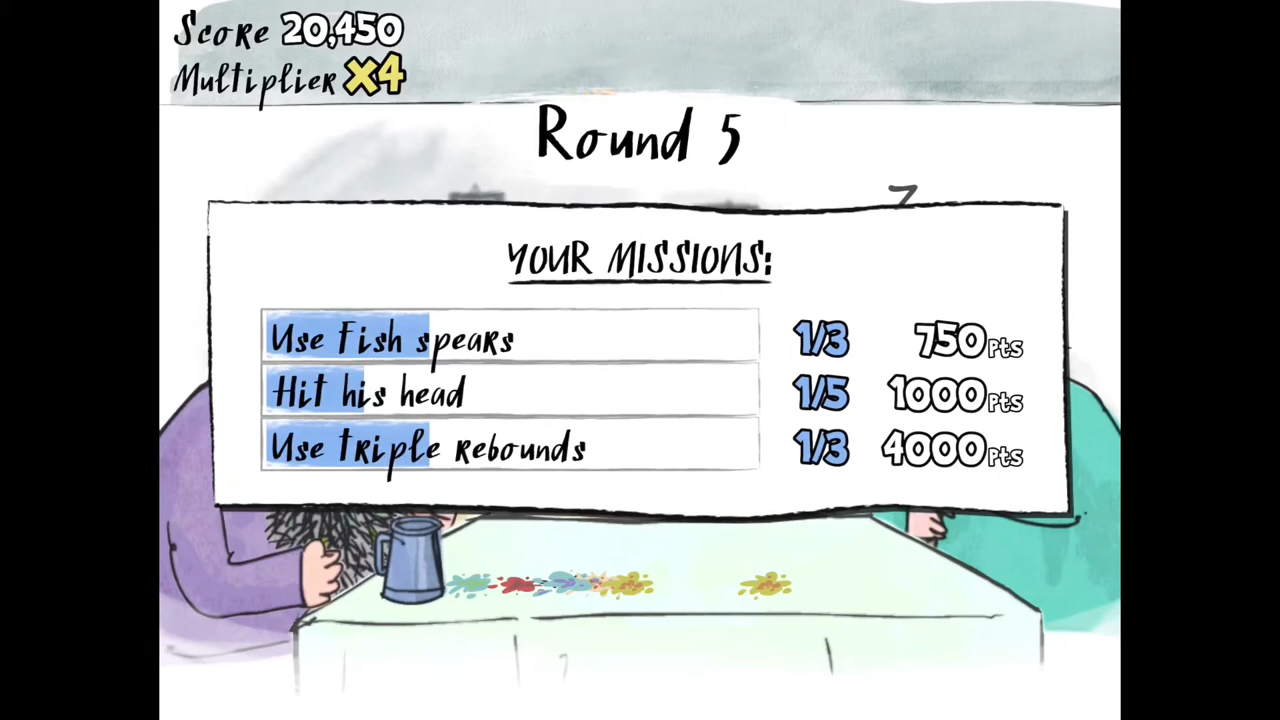 Score 20,450
Multiplier X4
Round 5
YOUR MISSIONS:
Use Fish spears 1/3 750Pts
Hit his head 1/5 1000Pts
Use triple rebounds 1/3 4000Pts